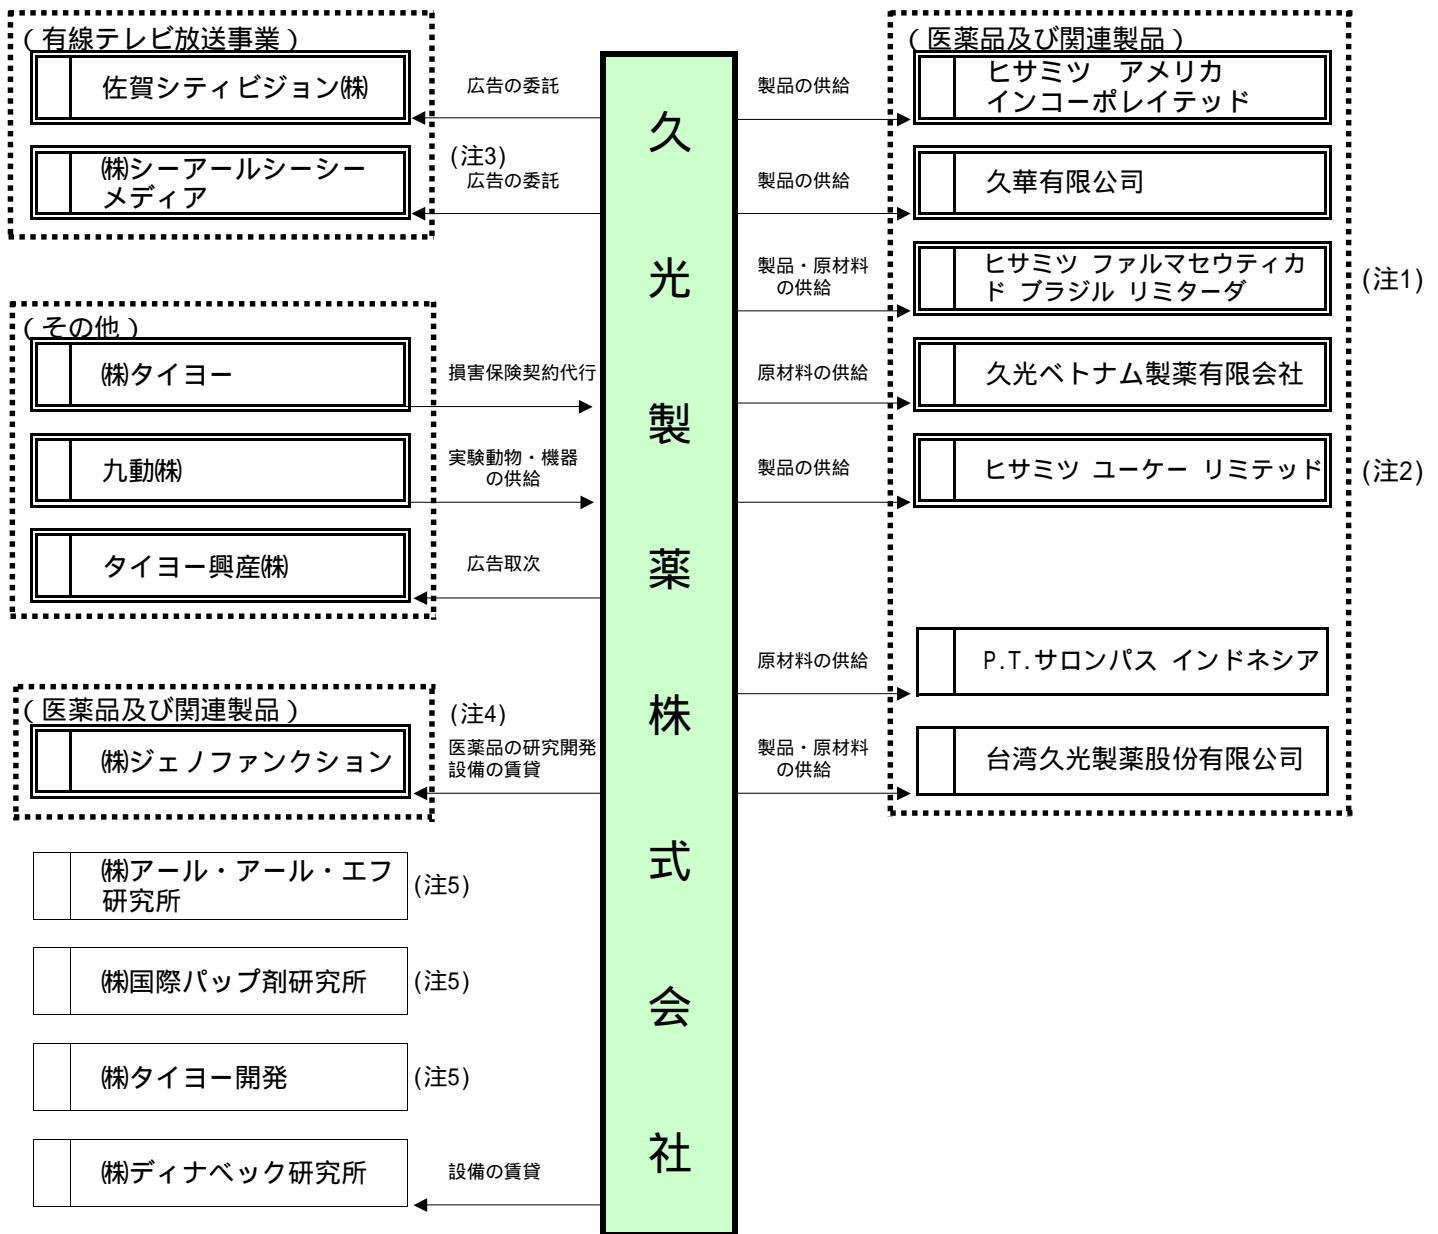 (有線テレビ放送事業)
佐賀シティビジョン㈱
広告の委託
㈱シーアールシーシー
メディア
(注3)
広告の委託
(その他)
㈱タイヨー
損害保険契約代行
九動㈱
実験動物・機器
の供給
タイヨー興産㈱
広告取次
(医薬品及び関連製品)
㈱ジェノファンクション
(注4)
医薬品の研究開発
設備の賃貸
㈱アール・アール・エフ
研究所
(注5)
㈱国際パップ剤研究所
(注5)
㈱タイヨー開発
(注5)
㈱ディナベック研究所
設備の賃貸
久
光
製
薬
株
式
会
社
(医薬品及び関連製品)
製品の供給
ヒサミツ アメリカ
インコーポレイテッド
製品の供給
久華有限公司
製品・原材料
の供給
ヒサミツ ファルマセウティカ
ド ブラジル リミターダ
(注1)
原材料の供給
久光ベトナム製薬有限会社
製品の供給
ヒサミツ ユーケー リミテッド
(注2)
原材料の供給
P.T.サロンパス インドネシア
製品・原材料
の供給
台湾久光製薬股份有限公司